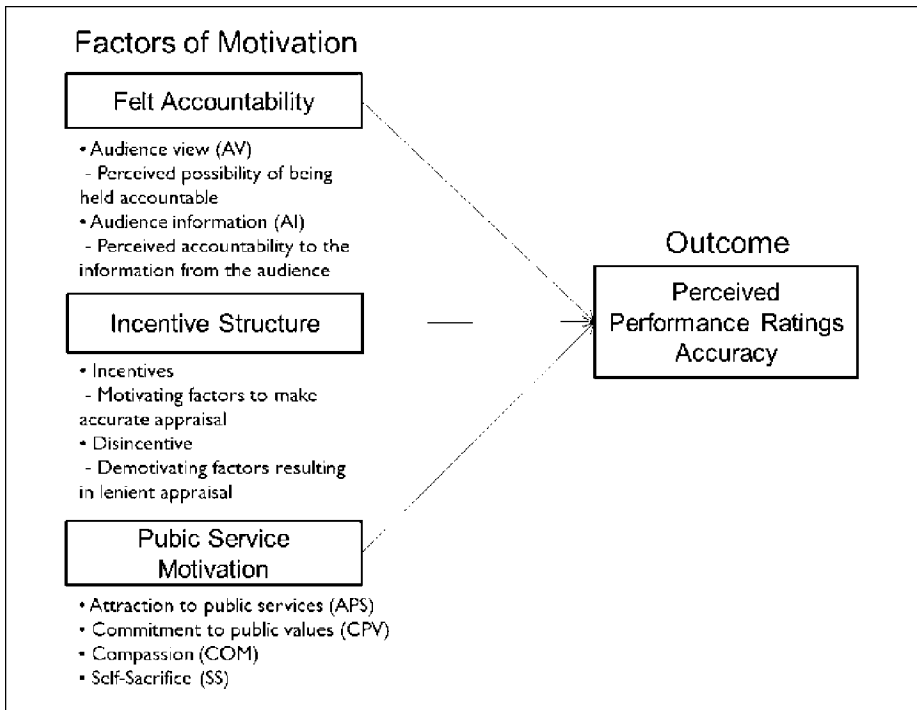 Factors of Motivation
Felt Accountability
• Audience view (AV)
- Perceived possibility of being
held accountable
• Audience information (AI)
- Perceived accountability to the
information from the audience
Incentive Structure
• Incentives
- Motivating factors to make
accurate appraisal
• Disincentive
- Demotivating factors resulting
in lenient appraisal
Pubic Service
Motivation
• Attraction to public services (APS)
• Commitment to public values (CPV)
• Compassion (COM)
• Self-Sacrifice (SS)
Outcome
Perceived
Performance Ratings
Accuracy